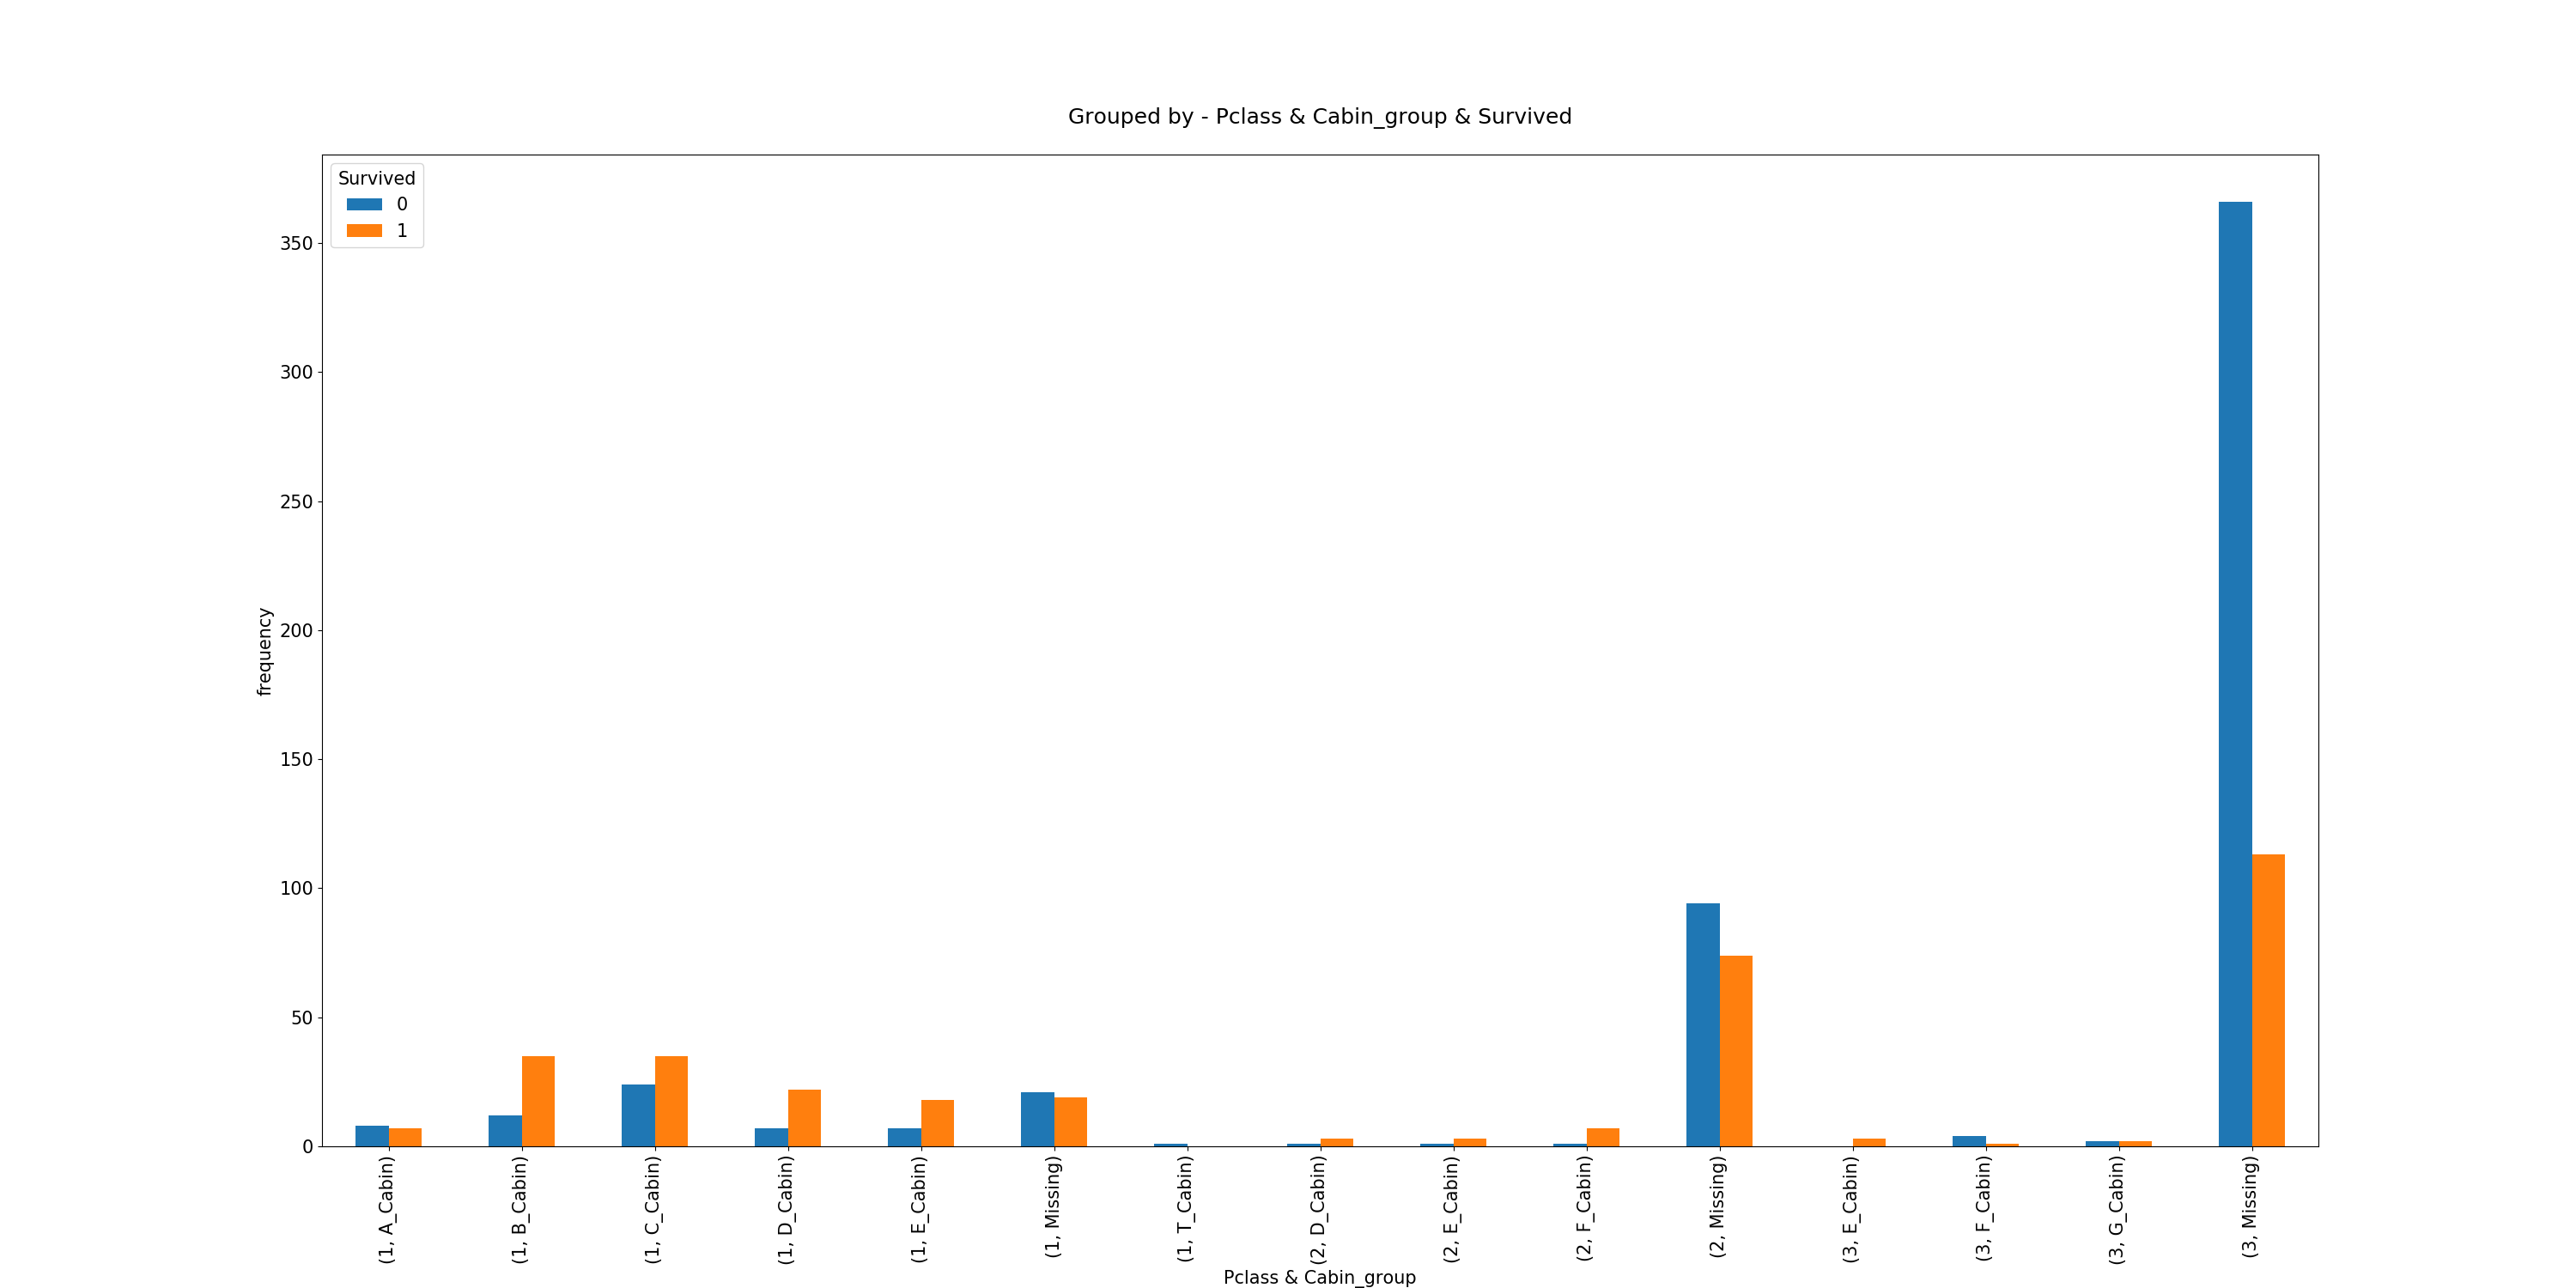 Grouped by - Pclass & Cabin_group & Survived
Survived
0
1
350
300
250
200
150
100
50
0
frequency
(1, A_Cabin)
(1, B_Cabin)
(1, C_Cabin)
(1, D_Cabin)
(1, E_Cabin)
(1, Missing)
(1, T_Cabin)
(2, D_Cabin)
(2, E_Cabin)
(2, F_Cabin)
(2, Missing)
(3, E_Cabin)
(3, F_Cabin)
(3, G_Cabin)
(3, Missing)
Pclass & Cabin_group